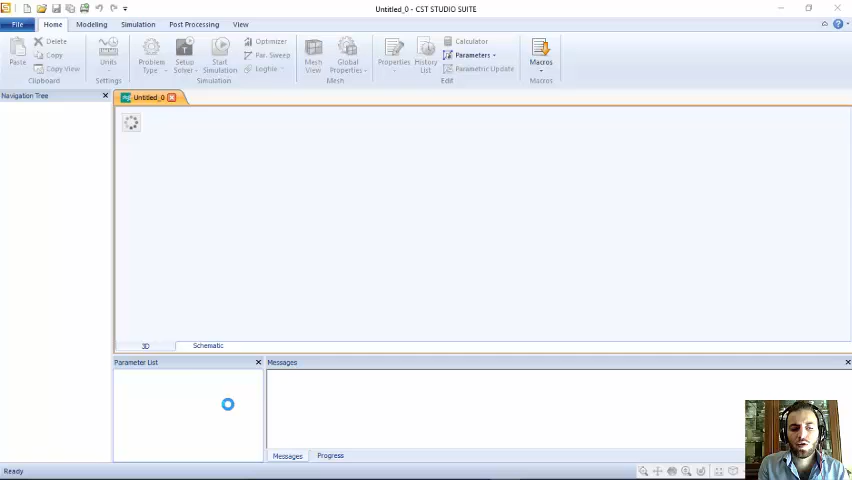 Untitled_0 - CST STUDIO SUITE
File Home Modeling Simulation Post Processing View
Paste Delete Copy Copy View Clipboard
Units Settings
Problem Type Setup Solver Start Simulation Optimizer Par. Sweep Logfile Simulation
Mesh View Global Properties Mesh
Properties History List Calculator Parameters Parametric Update Edit
Macros Macros
Navigation Tree
Untitled_0
3D Schematic
Parameter List
Messages
Messages Progress
Ready